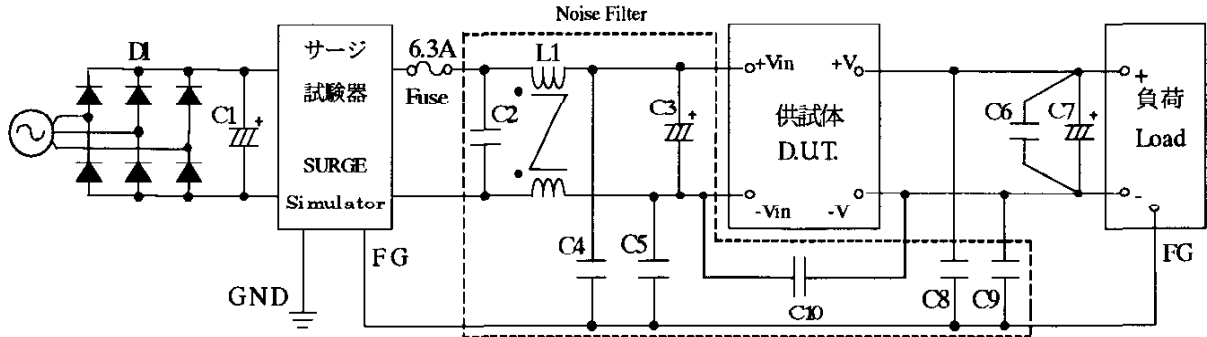 Noise Filter
D1
C1
サージ
試験器
SURGE
Simulator
GND
FG
6.3A
Fuse
L1
C2
C3
C4
C5
+Vin
-Vin
供試体
D.U.T.
+V
-V
C10
C6
C7
C8
C9
+
負荷
Load
-
FG